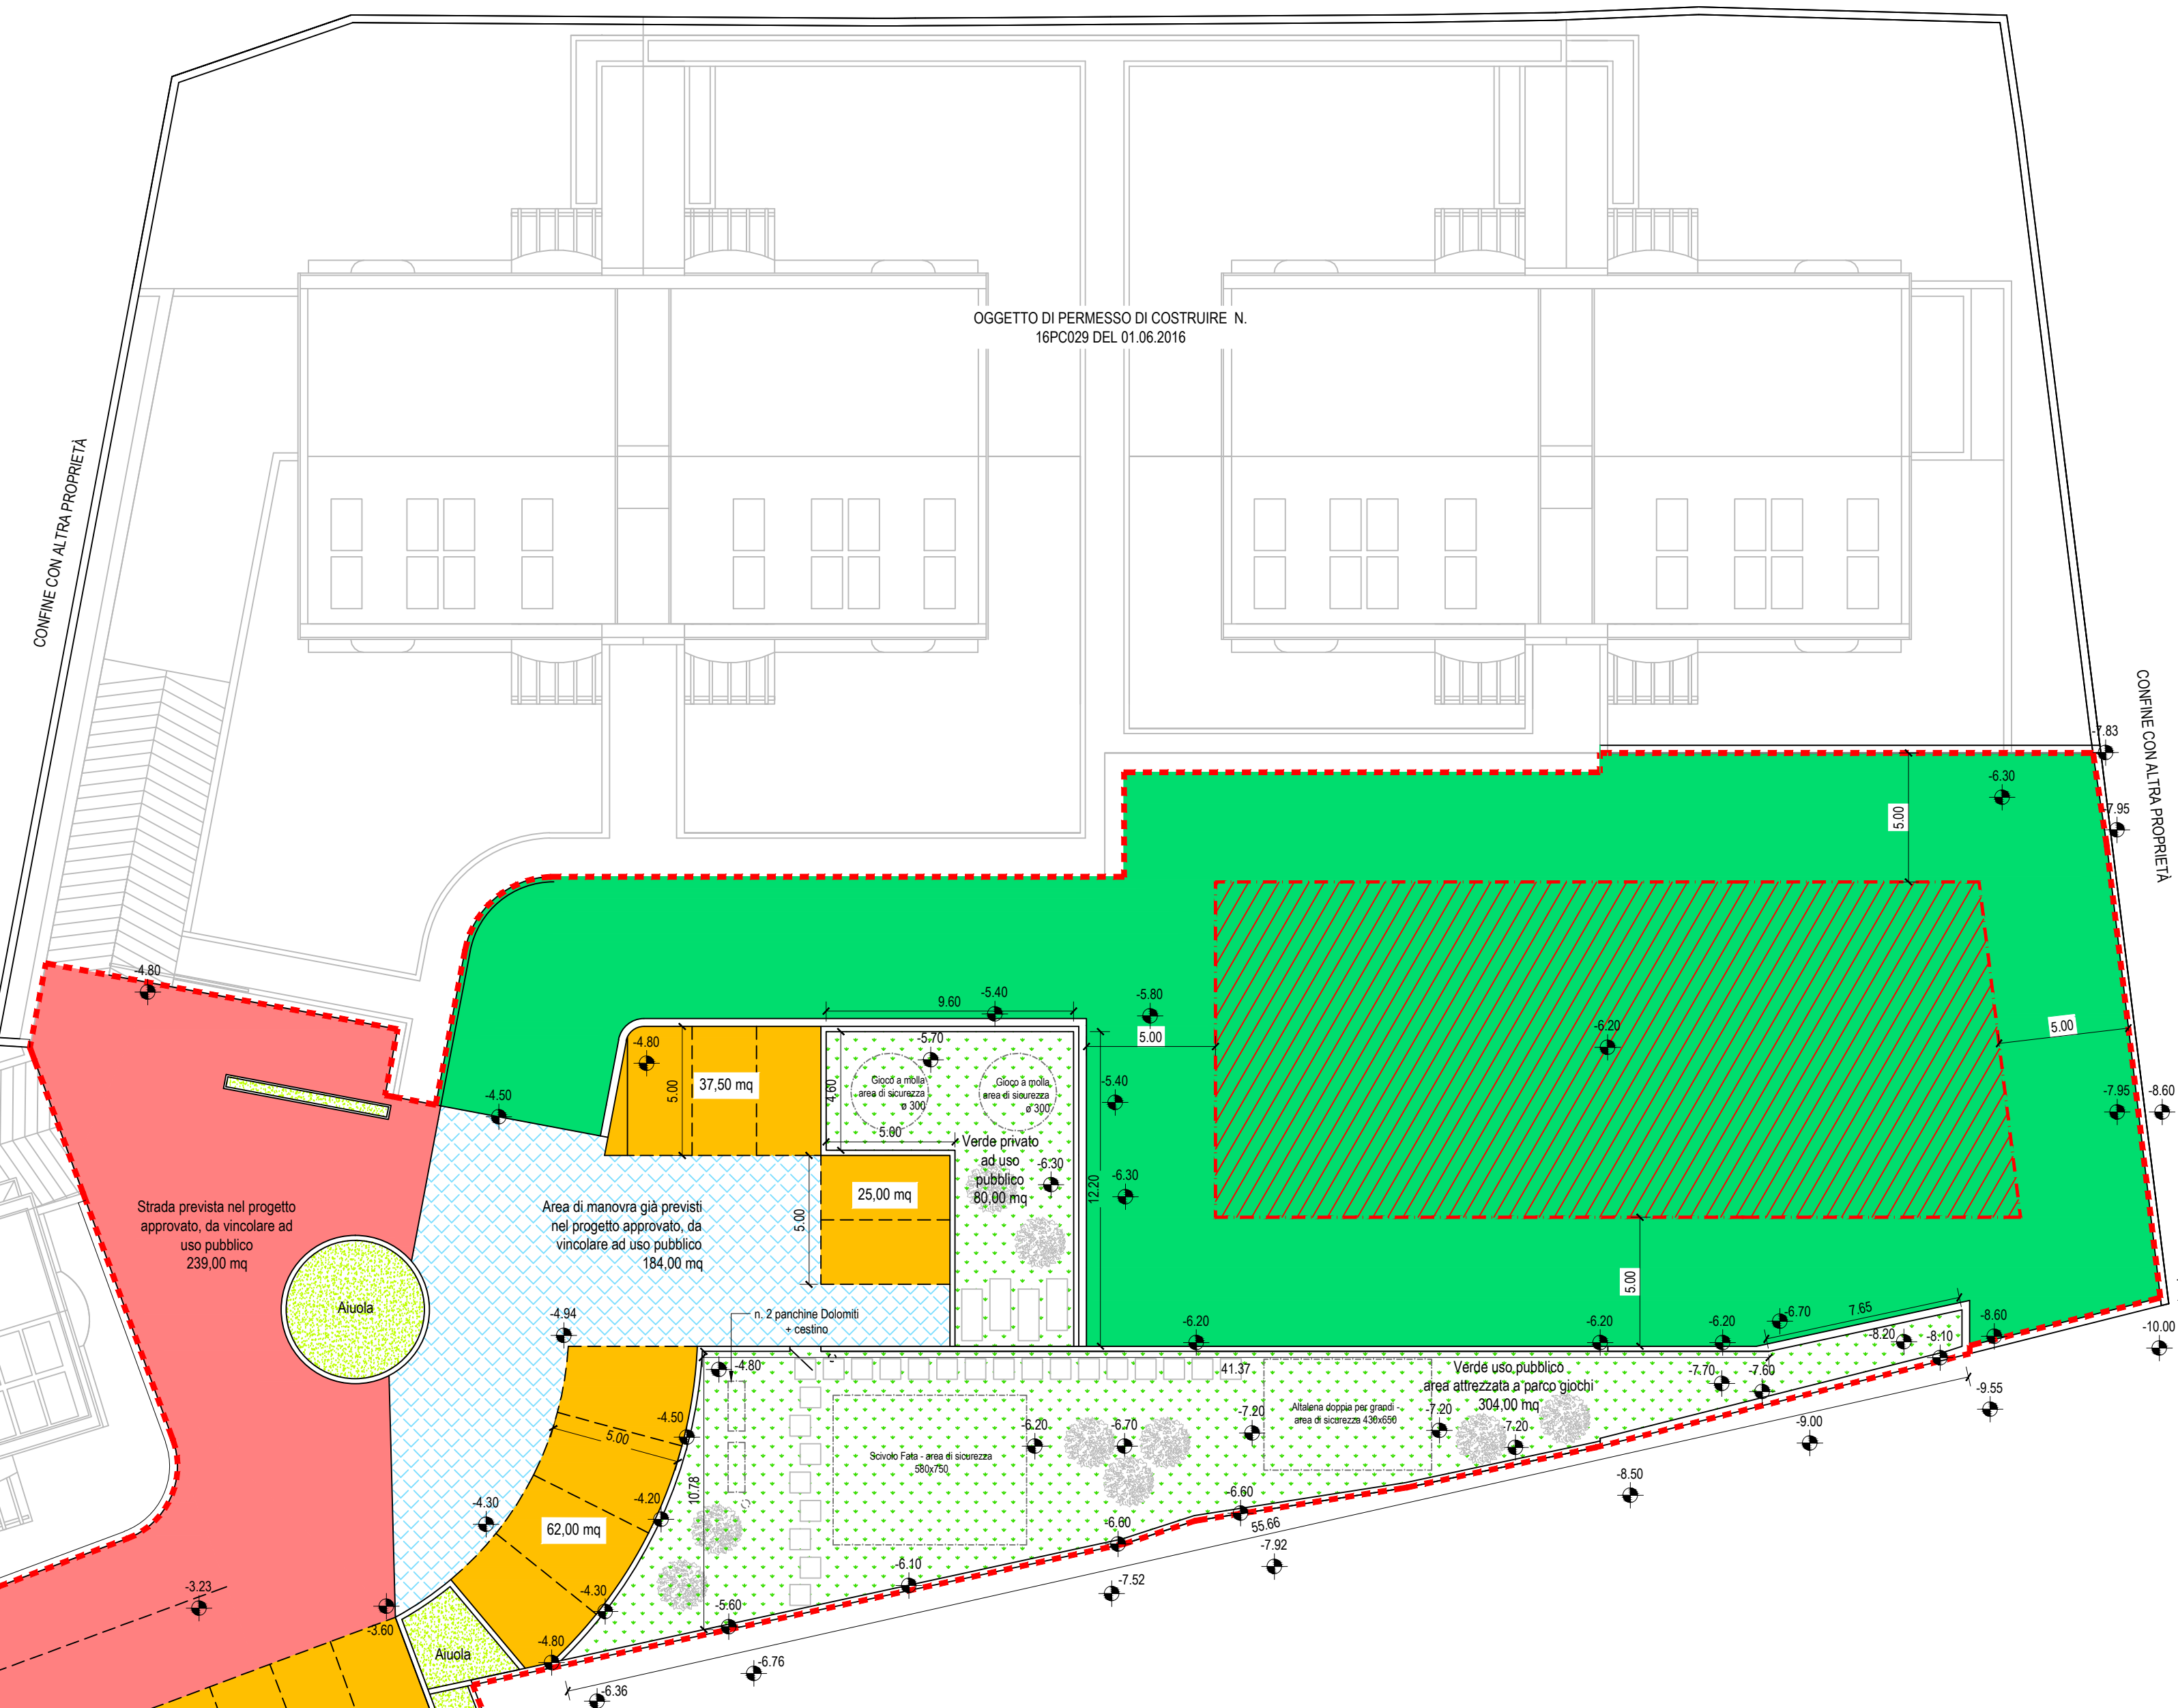 OGGETTO DI PERMESSO DI COSTRUIRE N.
16PC029 DEL 01.06.2016
CONFINE CON ALTRA PROPRIETÀ
CONFINE CON ALTRA PROPRIETÀ
-7.83
-6.30
-7.95
5.00
-4.80
9.60
-5.40
-5.80
5.00
-6.20
5.00
-4.80
5.00
37,50 mq
-5.70
4.60
Gioco a molla
area di sicurezza
ø 300
Gioco a molla
area di sicurezza
ø 300
-5.40
-4.50
-7.95
-8.60
5.00
Verde privato
ad uso
pubblico
80,00 mq
-6.30
-6.30
12.20
25,00 mq
5.00
Strada prevista nel progetto
approvato, da vincolare ad
uso pubblico
239,00 mq
Area di manovra già previsti
nel progetto approvato, da
vincolare ad uso pubblico
184,00 mq
5.00
Aiuola
n. 2 panchine Dolomiti
+ cestino
-4.94
-6.20
-6.20
-6.20
-6.70
7.65
-8.20
-8.10
-8.60
-10.00
-4.80
41.37
Verde uso pubblico
area attrezzata a parco giochi
304,00 mq
-7.70
-7.60
-9.55
Altalena doppia per grandi -
area di sicurezza 430x650
-4.50
5.00
-6.20
-6.70
-7.20
-7.20
-7.20
-9.00
Scivolo Fata - area di sicurezza
580x750
10.78
-8.50
-4.30
-4.20
62,00 mq
-6.60
-6.60
55.66
-7.92
-6.10
-7.52
-3.23
-4.30
-5.60
-3.60
Aiuola
-4.80
-6.76
-6.36